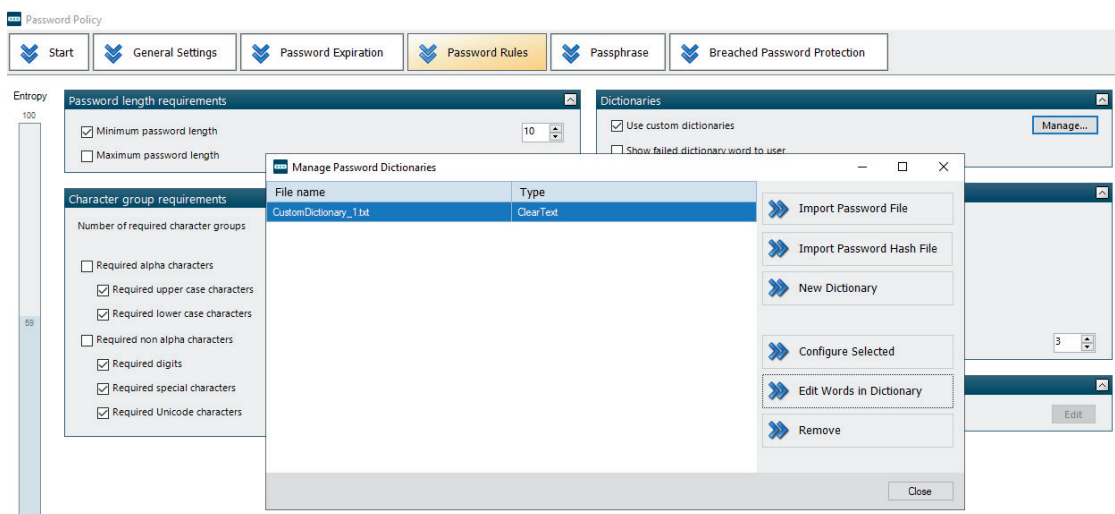 Password Policy
Start
General Settings
Password Expiration
Password Rules
Passphrase
Breached Password Protection
Entropy
100
59
Password length requirements
Minimum password length
10
Maximum password length
Character group requirements
Number of required character groups
Required alpha characters
Required upper case characters
Required lower case characters
Required non alpha characters
Required digits
Required special characters
Required Unicode characters
Dictionaries
Use custom dictionaries
Manage...
Show failed dictionary word to user
3
Edit
Manage Password Dictionaries
File name Type
CustomDictionary_1.txt ClearText
Import Password File
Import Password Hash File
New Dictionary
Configure Selected
Edit Words in Dictionary
Remove
Close